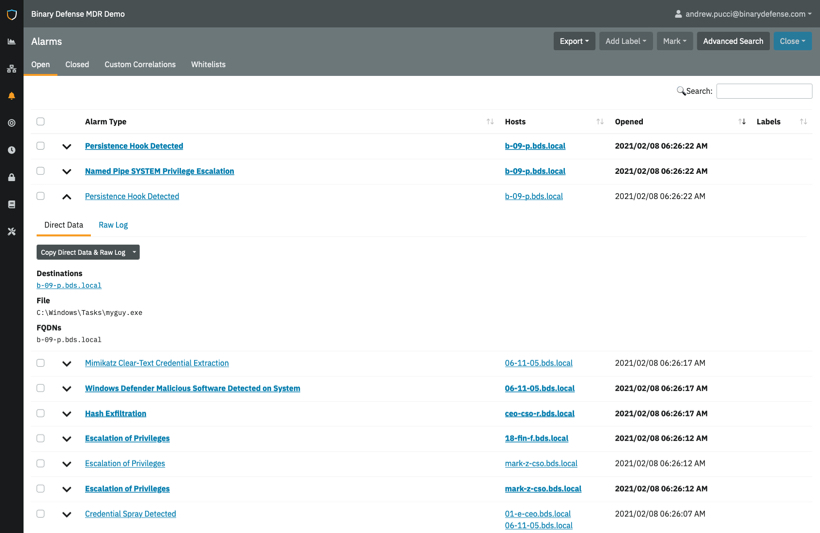 Binary Defense MDR Demo
andrew.pucci@binarydefense.com
Alarms
Export
Add Label
Mark
Advanced Search
Close
Open Closed Custom Correlations Whitelists
Search:
Alarm Type Hosts Opened Labels
Persistence Hook Detected b-09-p.bds.local 2021/02/08 06:26:22 AM
Named Pipe SYSTEM Privilege Escalation b-09-p.bds.local 2021/02/08 06:26:22 AM
Persistence Hook Detected b-09-p.bds.local 2021/02/08 06:26:22 AM
Direct Data Raw Log
Copy Direct Data & Raw Log
Destinations
b-09-p.bds.local
File
C:\Windows\Tasks\myguy.exe
FQDNs
b-09-p.bds.local
Mimikatz Clear-Text Credential Extraction 06-11-05.bds.local 2021/02/08 06:26:17 AM
Windows Defender Malicious Software Detected on System 06-11-05.bds.local 2021/02/08 06:26:17 AM
Hash Exfiltration ceo-cso-r.bds.local 2021/02/08 06:26:17 AM
Escalation of Privileges 18-fin-f.bds.local 2021/02/08 06:26:12 AM
Escalation of Privileges mark-z-cso.bds.local 2021/02/08 06:26:12 AM
Escalation of Privileges mark-z-cso.bds.local 2021/02/08 06:26:12 AM
Credential Spray Detected 01-e-ceo.bds.local 2021/02/08 06:26:07 AM
06-11-05.bds.local